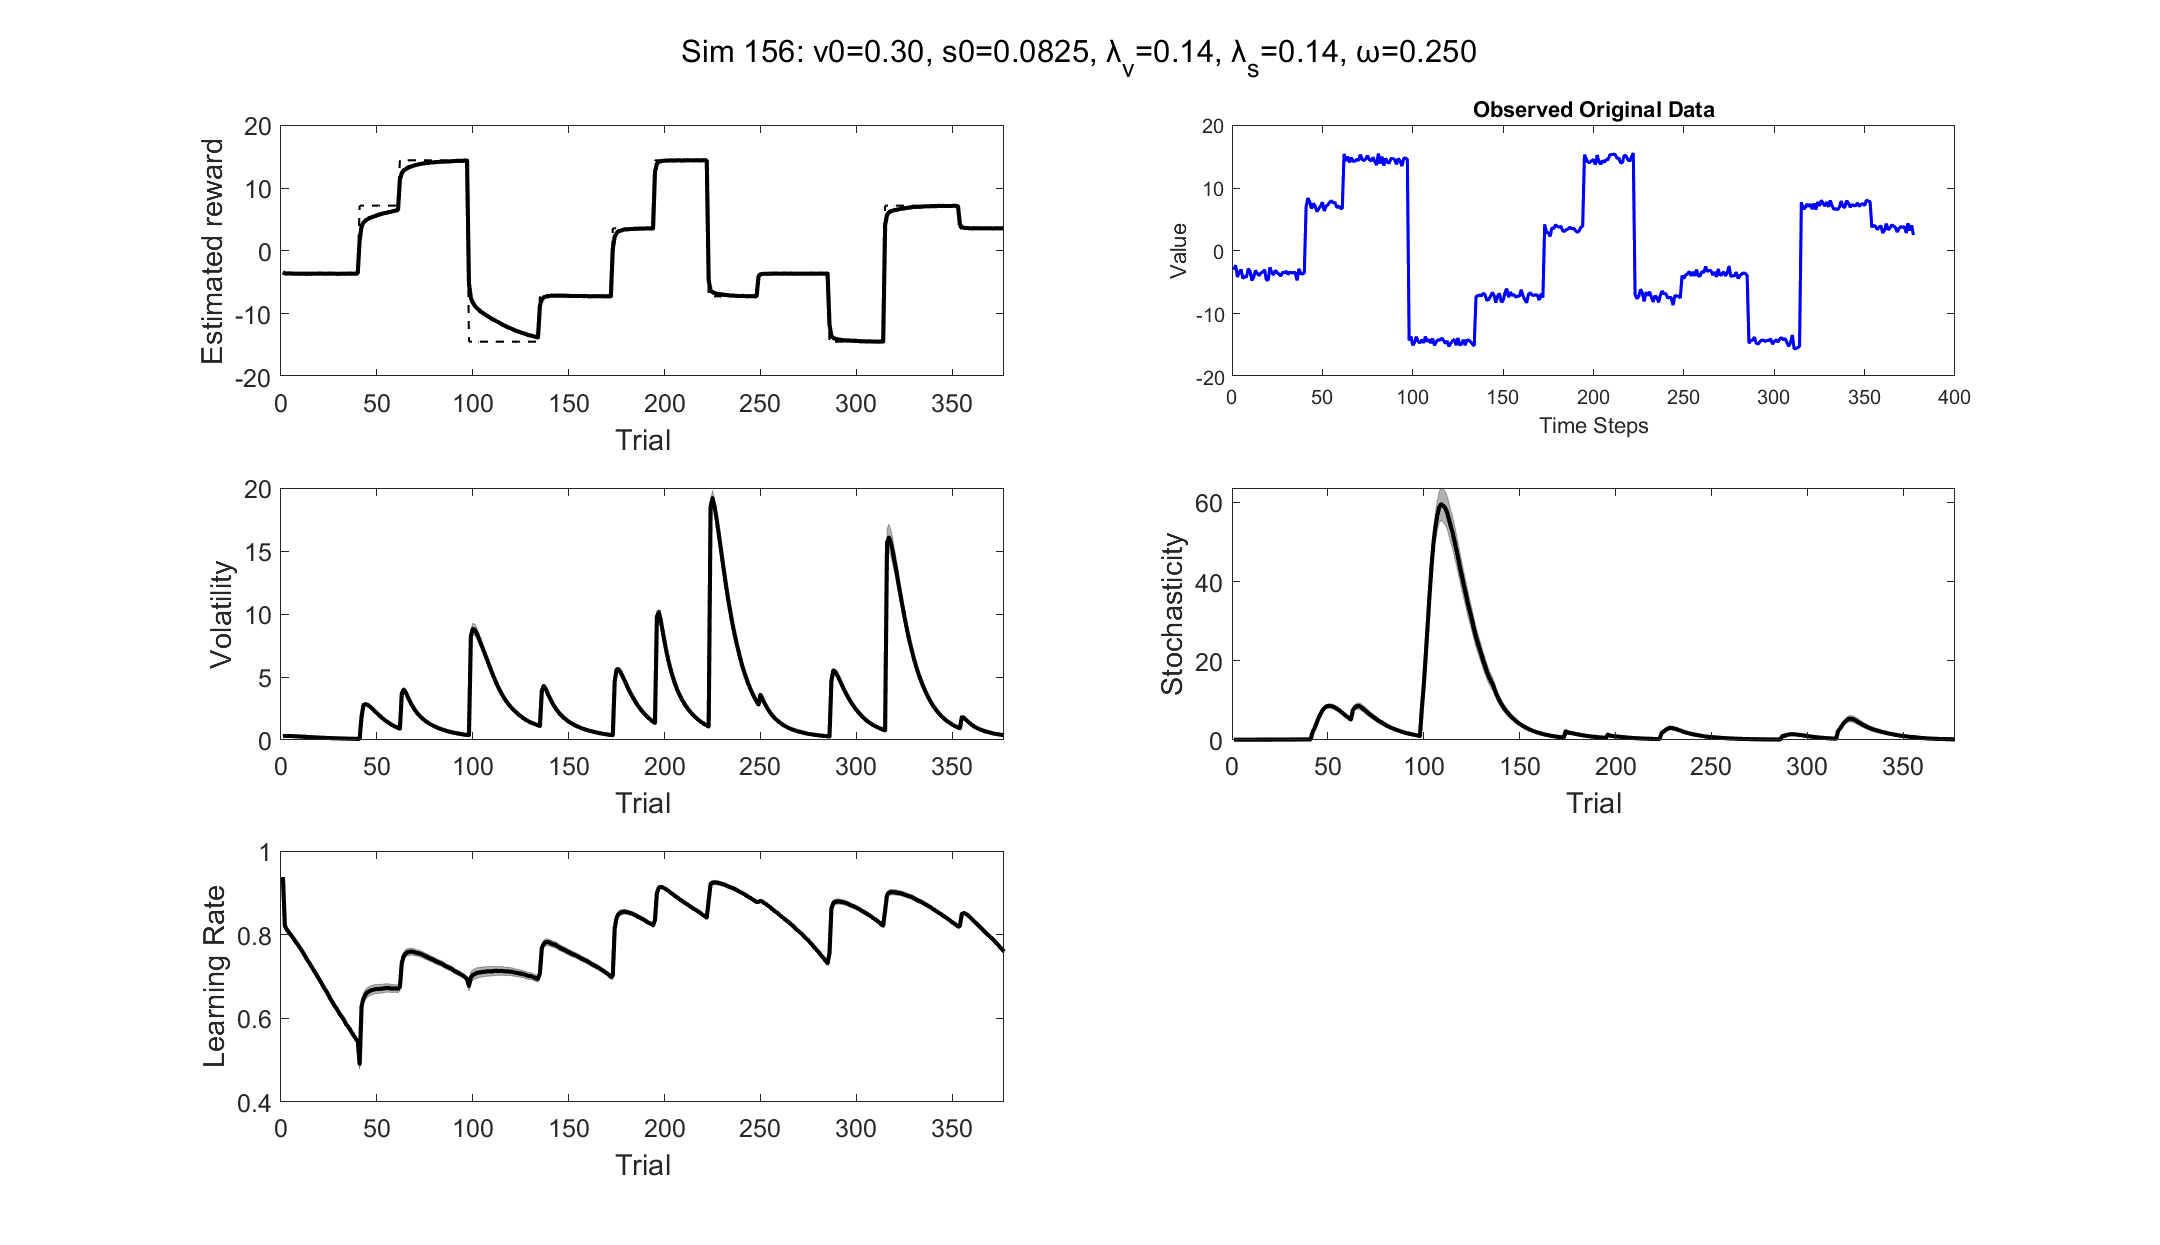 Sim 156: v0=0.30, s0=0.0825, λv=0.14, λs=0.14, ω=0.250
Estimated reward
20
10
0
-10
-20
0 50 100 150 200 250 300 350
Trial
Observed Original Data
Value
20
10
0
-10
-20
0 50 100 150 200 250 300 350 400
Time Steps
Volatility
20
15
10
5
0
0 50 100 150 200 250 300 350
Trial
Stochasticity
60
40
20
0
0 50 100 150 200 250 300 350
Trial
Learning Rate
1
0.8
0.6
0.4
0 50 100 150 200 250 300 350
Trial